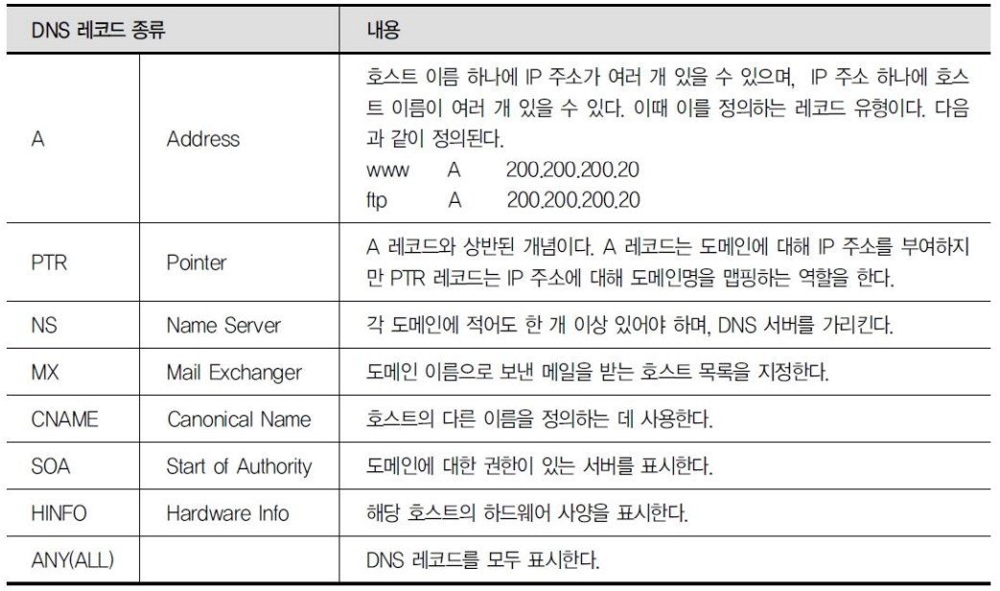 DNS 레코드 종류 내용
A Address 호스트 이름 하나에 IP 주소가 여러 개 있을 수 있으며, IP 주소 하나에 호스
트 이름이 여러 개 있을 수 있다. 이때 이를 정의하는 레코드 유형이다. 다음
과 같이 정의된다.
www A 200.200.200.20
ftp A 200.200.200.20
PTR Pointer A 레코드와 상반된 개념이다. A 레코드는 도메인에 대해 IP 주소를 부여하지
만 PTR 레코드는 IP 주소에 대해 도메인명을 맵핑하는 역할을 한다.
NS Name Server 각 도메인에 적어도 한 개 이상 있어야 하며, DNS 서버를 가리킨다.
MX Mail Exchanger 도메인 이름으로 보낸 메일을 받는 호스트 목록을 지정한다.
CNAME Canonical Name 호스트의 다른 이름을 정의하는 데 사용한다.
SOA Start of Authority 도메인에 대한 권한이 있는 서버를 표시한다.
HINFO Hardware Info 해당 호스트의 하드웨어 사양을 표시한다.
ANY(ALL) DNS 레코드를 모두 표시한다.